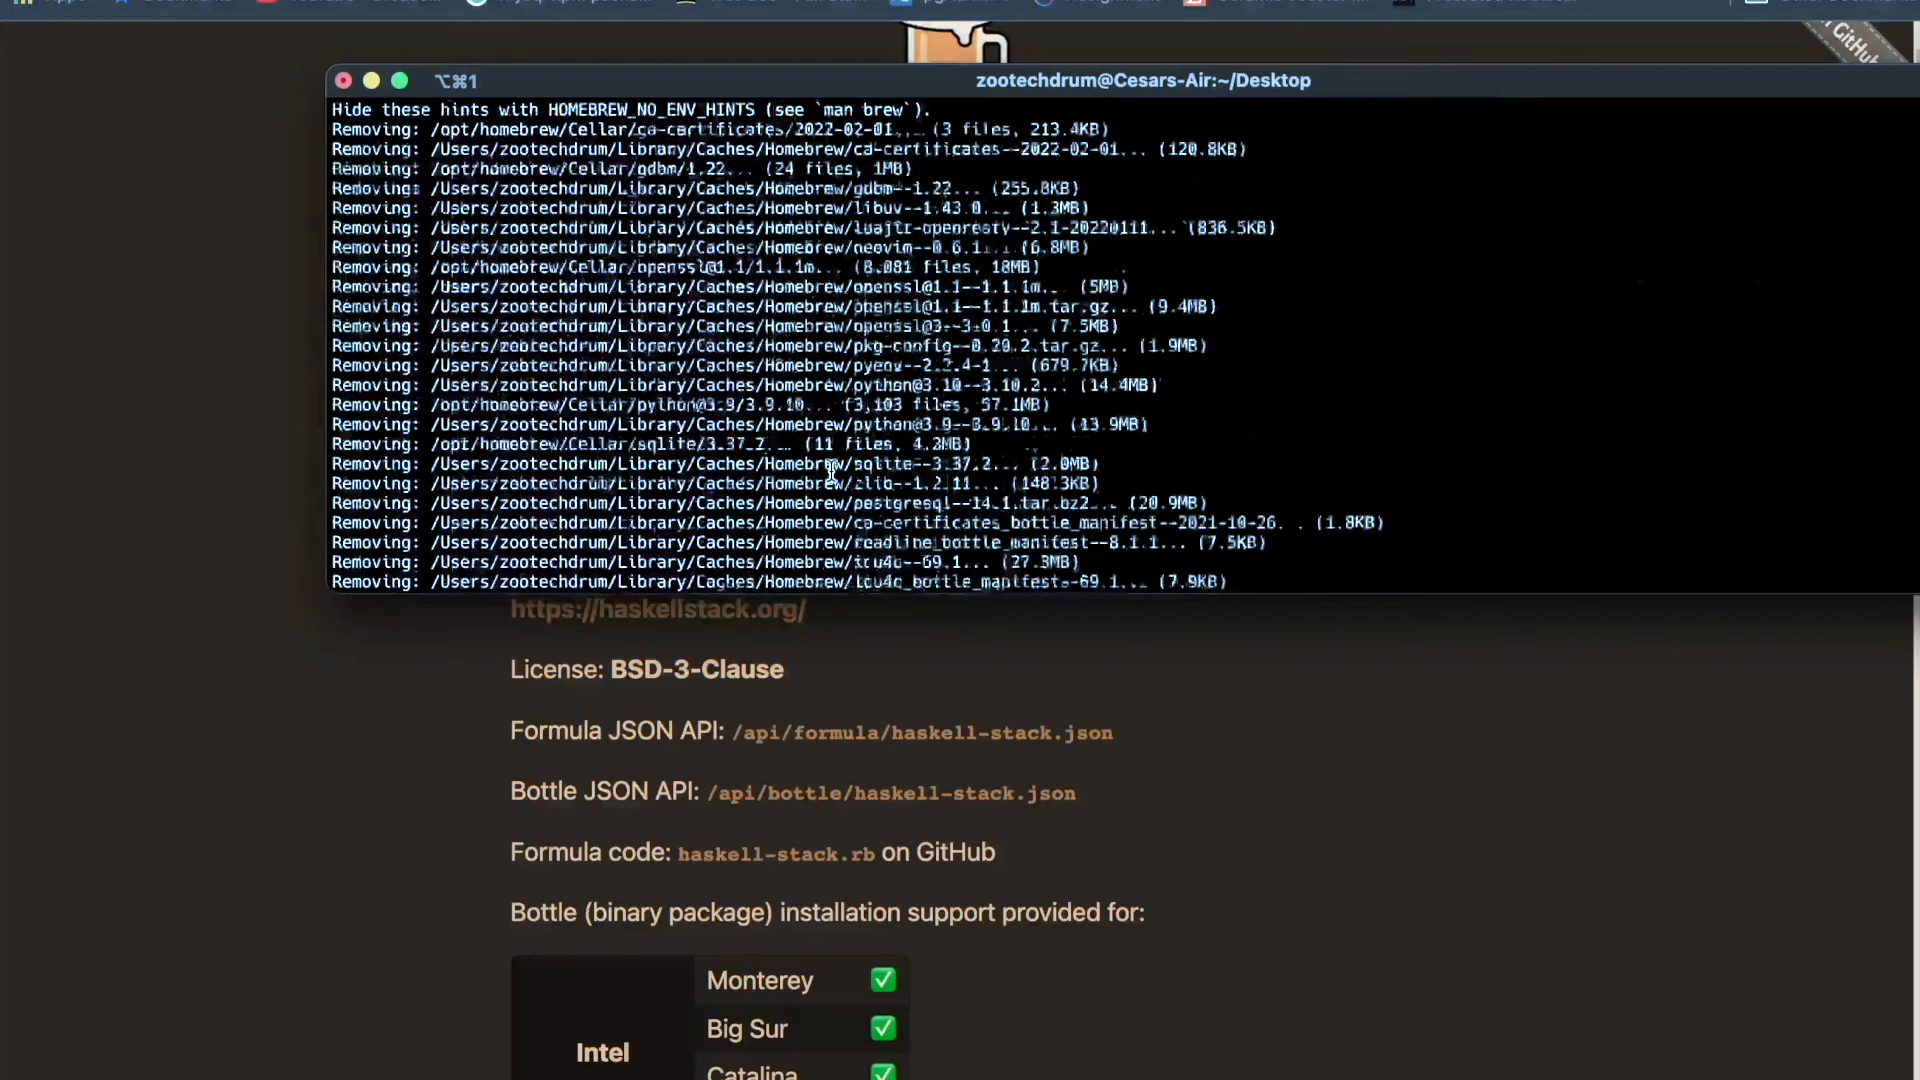 GitHub
⌥⌘1
zootechdrum@Cesars-Air:~/Desktop
Hide these hints with HOMEBREW_NO_ENV_HINTS (see `man brew`).
Removing: /opt/homebrew/Cellar/ca-certificates/2022-02-01... (3 files, 213.4KB)
Removing: /Users/zootechdrum/Library/Caches/Homebrew/ca-certificates--2022-02-01... (120.8KB)
Removing: /opt/homebrew/Cellar/gdbm/1.22... (24 files, 1MB)
Removing: /Users/zootechdrum/Library/Caches/Homebrew/gdbm--1.22... (255.8KB)
Removing: /Users/zootechdrum/Library/Caches/Homebrew/libuv--1.43.0... (1.3MB)
Removing: /Users/zootechdrum/Library/Caches/Homebrew/luajit-openresty--2.1-20220111... (836.5KB)
Removing: /Users/zootechdrum/Library/Caches/Homebrew/neovim--0.6.1... (6.8MB)
Removing: /opt/homebrew/Cellar/openssl@1.1/1.1.1m... (8,081 files, 18MB)
Removing: /Users/zootechdrum/Library/Caches/Homebrew/openssl@1.1--1.1.1m... (5MB)
Removing: /Users/zootechdrum/Library/Caches/Homebrew/openssl@1.1--1.1.1m.tar.gz... (9.4MB)
Removing: /Users/zootechdrum/Library/Caches/Homebrew/openssl@3--3.0.1... (7.5MB)
Removing: /Users/zootechdrum/Library/Caches/Homebrew/pkg-config--0.29.2.tar.gz... (1.9MB)
Removing: /Users/zootechdrum/Library/Caches/Homebrew/pyenv--2.2.4-1... (679.7KB)
Removing: /Users/zootechdrum/Library/Caches/Homebrew/python@3.10--3.10.2... (14.4MB)
Removing: /opt/homebrew/Cellar/python@3.9/3.9.10... (3,103 files, 57.1MB)
Removing: /Users/zootechdrum/Library/Caches/Homebrew/python@3.9--3.9.10... (13.9MB)
Removing: /opt/homebrew/Cellar/sqlite/3.37.2... (11 files, 4.3MB)
Removing: /Users/zootechdrum/Library/Caches/Homebrew/sqlite--3.37.2... (2.0MB)
Removing: /Users/zootechdrum/Library/Caches/Homebrew/zlib--1.2.11... (148.3KB)
Removing: /Users/zootechdrum/Library/Caches/Homebrew/postgresql--14.1.tar.bz2... (20.9MB)
Removing: /Users/zootechdrum/Library/Caches/Homebrew/ca-certificates_bottle_manifest--2021-10-26... (1.8KB)
Removing: /Users/zootechdrum/Library/Caches/Homebrew/readline_bottle_manifest--8.1.1... (7.5KB)
Removing: /Users/zootechdrum/Library/Caches/Homebrew/icu4c--69.1... (27.3MB)
Removing: /Users/zootechdrum/Library/Caches/Homebrew/icu4c_bottle_manifest--69.1... (7.9KB)
https://haskellstack.org/
License: BSD-3-Clause
Formula JSON API: /api/formula/haskell-stack.json
Bottle JSON API: /api/bottle/haskell-stack.json
Formula code: haskell-stack.rb on GitHub
Bottle (binary package) installation support provided for:
Monterey ✅
Big Sur ✅
Intel
Catalina ✅